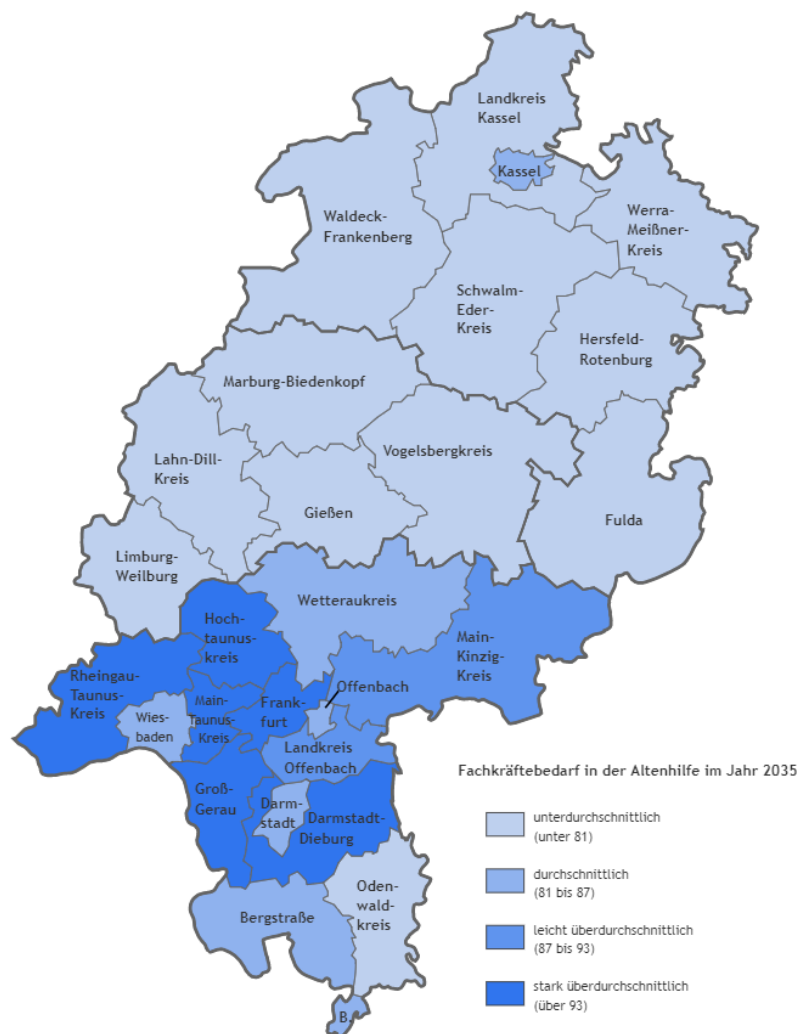 Landkreis
Kassel
Kassel
Waldeck-
Frankenberg
Werra-
Meißner-
Kreis
Schwalm-
Eder-
Kreis
Hersfeld-
Rotenburg
Marburg-Biedenkopf
Lahn-Dill-
Kreis
Vogelsbergkreis
Gießen
Fulda
Limburg-
Weilburg
Wetteraukreis
Hoch-
taunus-
kreis
Main-
Kinzig-
Kreis
Rheingau-
Taunus-
Kreis
Offenbach
Main-
Taunus-
Kreis
Frank-
furt
Wies-
baden
Landkreis
Offenbach
Groß-
Gerau
Darm-
stadt
Darmstadt-
Dieburg
Odenwald-
kreis
Bergstraße
B.
Fachkräftebedarf in der Altenhilfe im Jahr 2035
unterdurchschnittlich
(unter 81)
durchschnittlich
(81 bis 87)
leicht überdurchschnittlich
(87 bis 93)
stark überdurchschnittlich
(über 93)